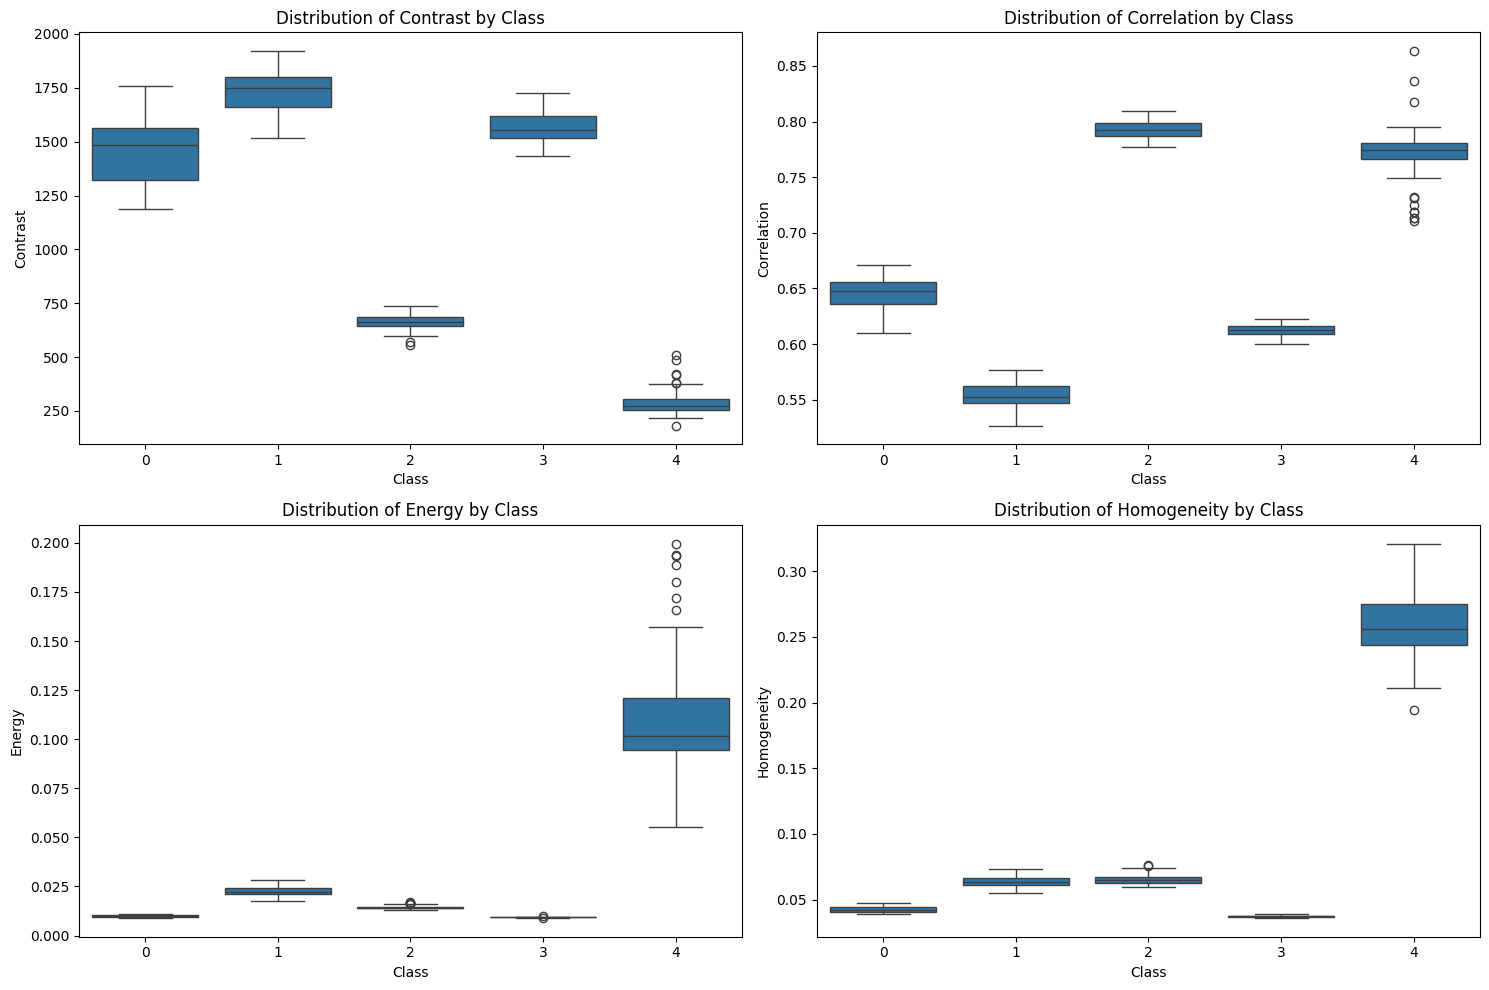 Distribution of Contrast by Class
2000
1750
1500
1250
1000
750
500
250
Contrast
0 1 2 3 4
Class
Distribution of Correlation by Class
0.85
0.80
0.75
0.70
0.65
0.60
0.55
Correlation
0 1 2 3 4
Class
Distribution of Energy by Class
0.200
0.175
0.150
0.125
0.100
0.075
0.050
0.025
0.000
Energy
0 1 2 3 4
Class
Distribution of Homogeneity by Class
0.30
0.25
0.20
0.15
0.10
0.05
Homogeneity
0 1 2 3 4
Class